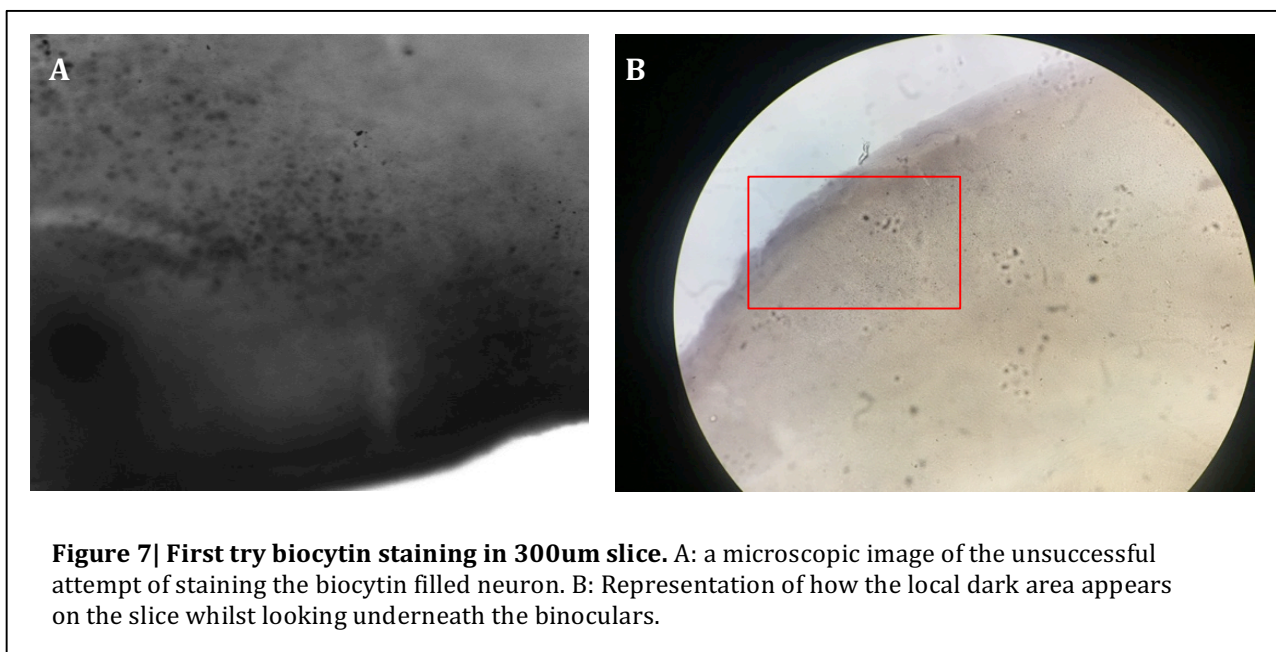 A
B
Figure 7| First try biocytin staining in 300um slice. A: a microscopic image of the unsuccessful
attempt of staining the biocytin filled neuron. B: Representation of how the local dark area appears
on the slice whilst looking underneath the binoculars.